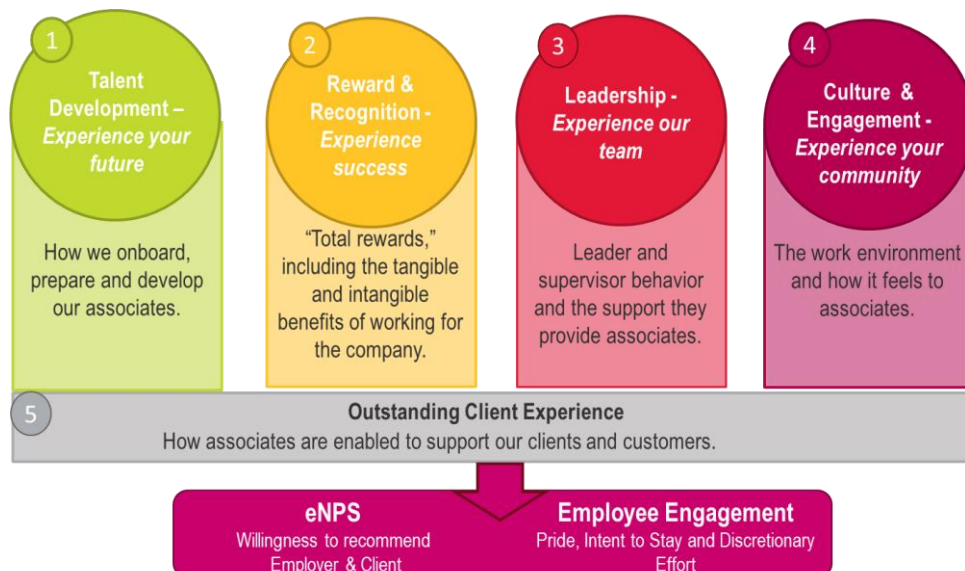 1
Talent
Development –
Experience your
future
How we onboard,
prepare and develop
our associates.
2
Reward &
Recognition -
Experience
success
“Total rewards,”
including the tangible
and intangible
benefits of working for
the company.
3
Leadership -
Experience our
team
Leader and
supervisor behavior
and the support they
provide associates.
4
Culture &
Engagement -
Experience your
community
The work environment
and how it feels to
associates.
5
Outstanding Client Experience
How associates are enabled to support our clients and customers.
eNPS
Willingness to recommend
Employer & Client
Employee Engagement
Pride, Intent to Stay and Discretionary
Effort